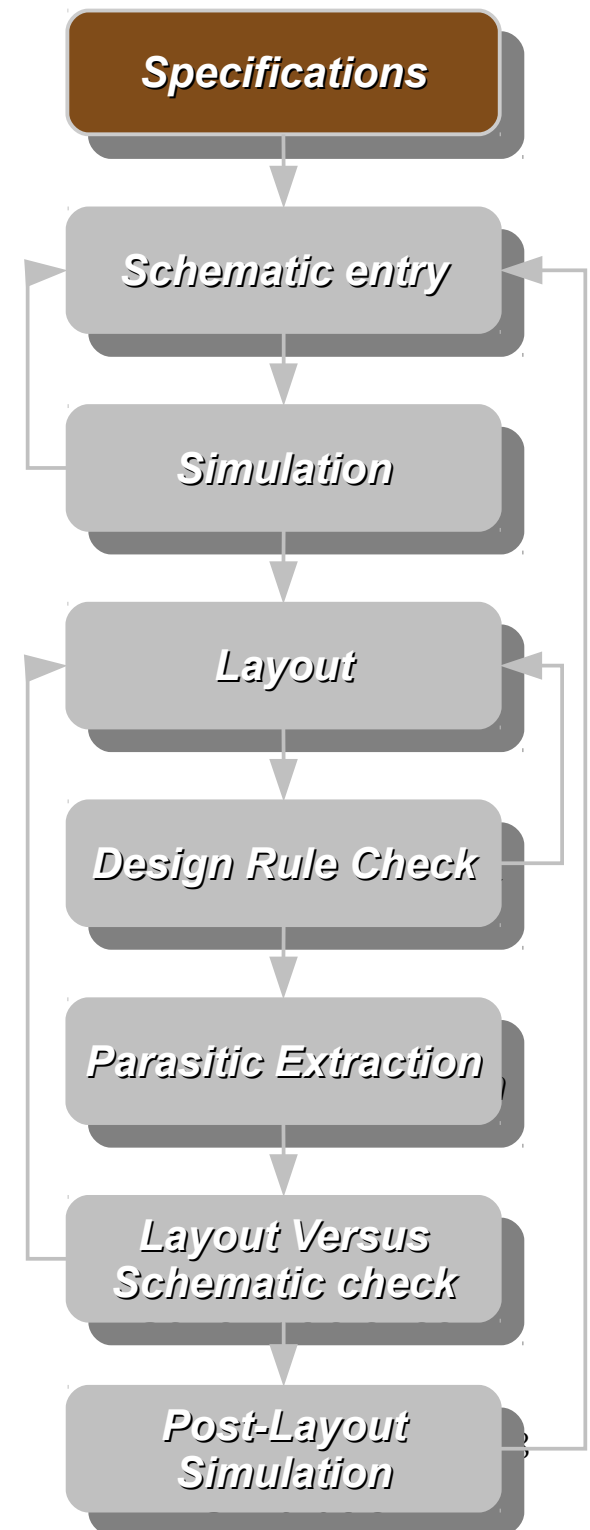 Specifications
Schematic entry
Simulation
Layout
Design Rule Check
Parasitic Extraction
Layout Versus
Schematic check
Post-Layout
Simulation